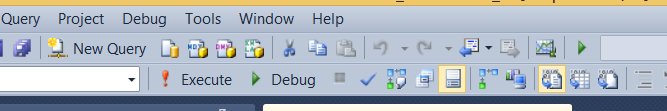 Query Project Debug Tools Window Help
New Query
Execute Debug